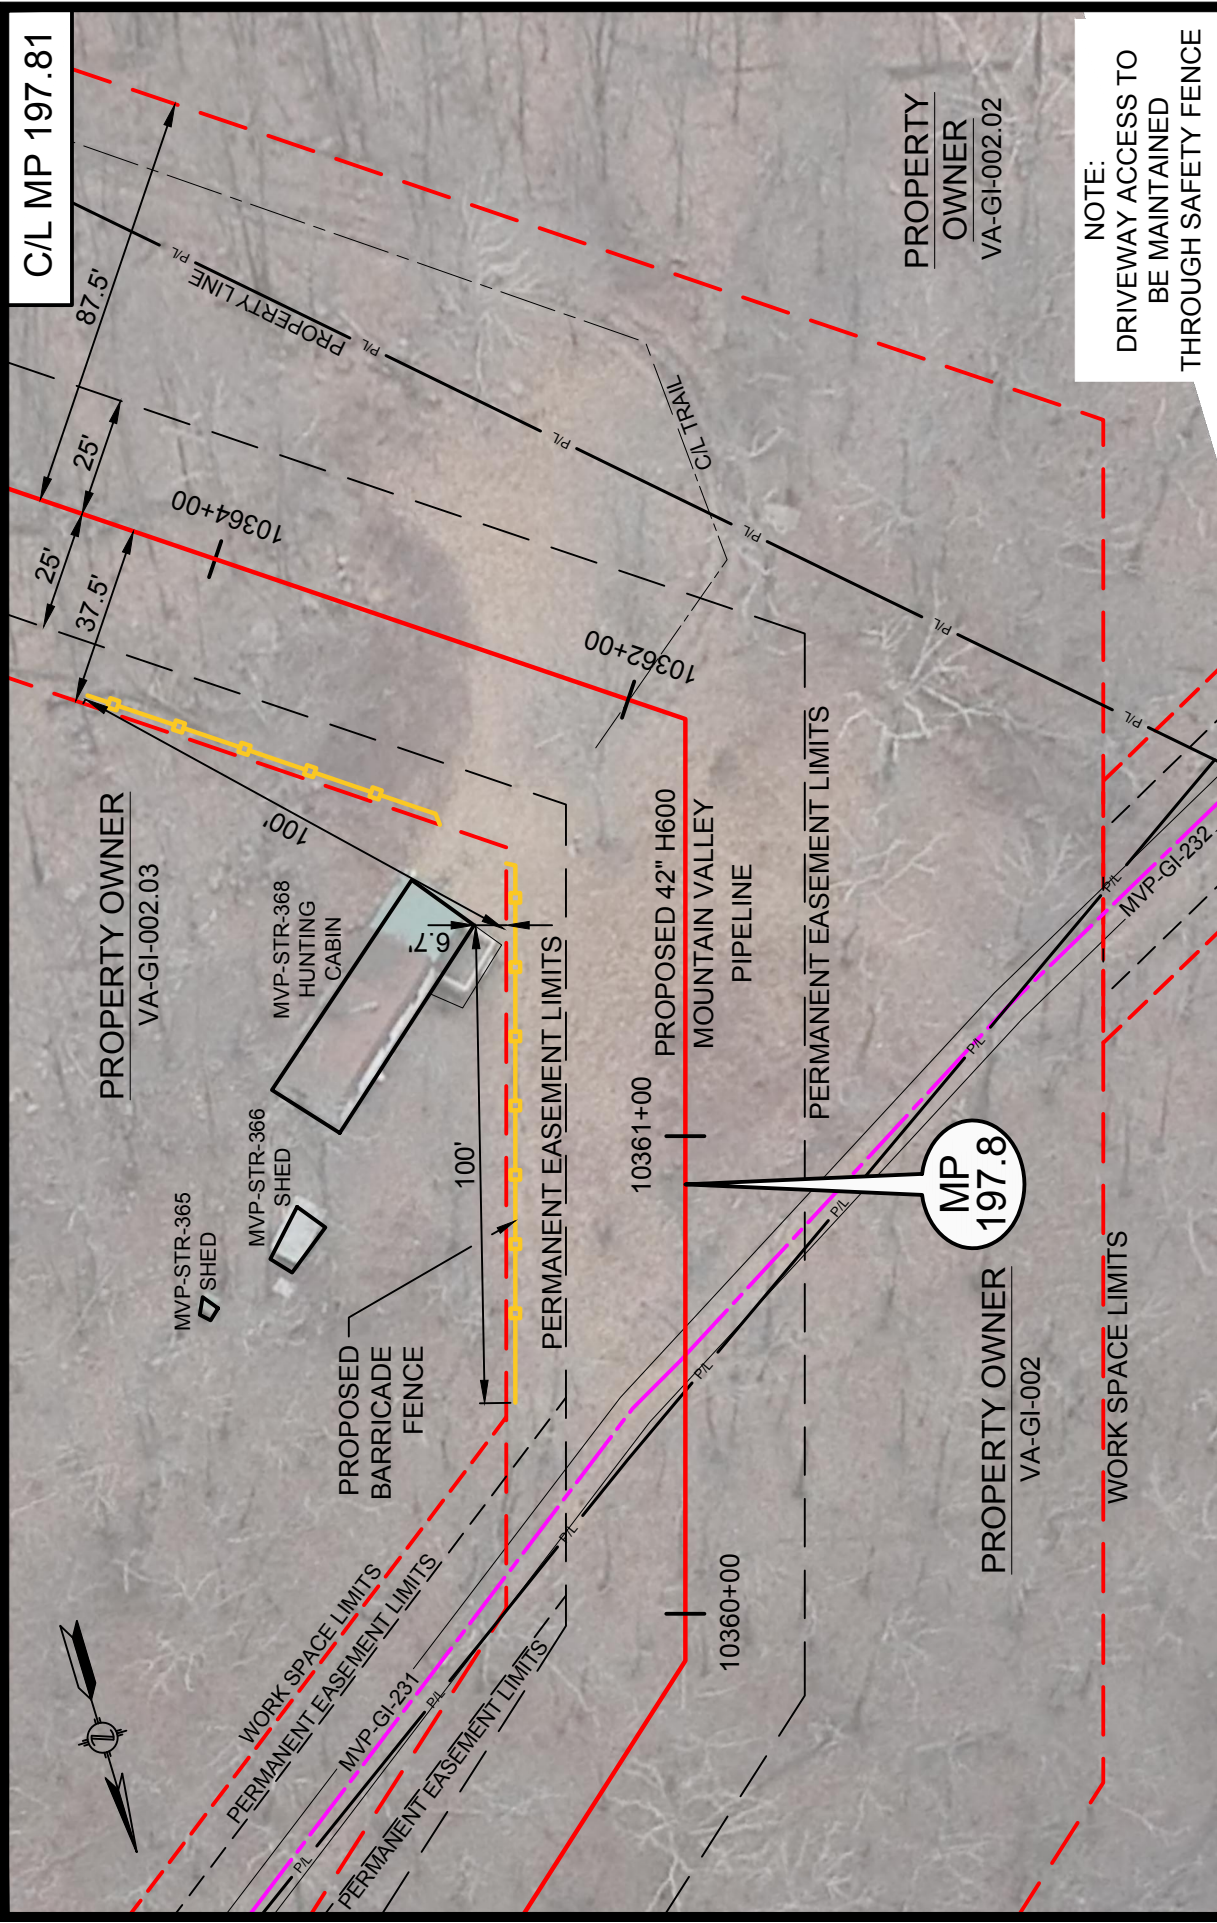 C/L MP 197.81
87.5'
25'
25'
37.5'
10364+00
P/L
PROPERTY LINE
P/L
P/L
P/L
P/L
P/L
C/L TRAIL
10362+00
PROPERTY
OWNER
VA-GI-002.02
NOTE:
DRIVEWAY ACCESS TO
BE MAINTAINED
THROUGH SAFETY FENCE
PROPERTY OWNER
VA-GI-002.03
100'
MVP-STR-368
HUNTING
CABIN
6.7'
MVP-STR-366
SHED
MVP-STR-365
SHED
100'
PROPOSED
BARRICADE
FENCE
PERMANENT EASEMENT LIMITS
PROPOSED 42" H600
MOUNTAIN VALLEY
PIPELINE
PERMANENT EASEMENT LIMITS
10361+00
MP
197.8
MVP-GI-232
P/L
P/L
P/L
P/L
P/L
P/L
P/L
PROPERTY OWNER
VA-GI-002
WORK SPACE LIMITS
10360+00
WORK SPACE LIMITS
PERMANENT EASEMENT LIMITS
MVP-GI-231
PERMANENT EASEMENT LIMITS
N